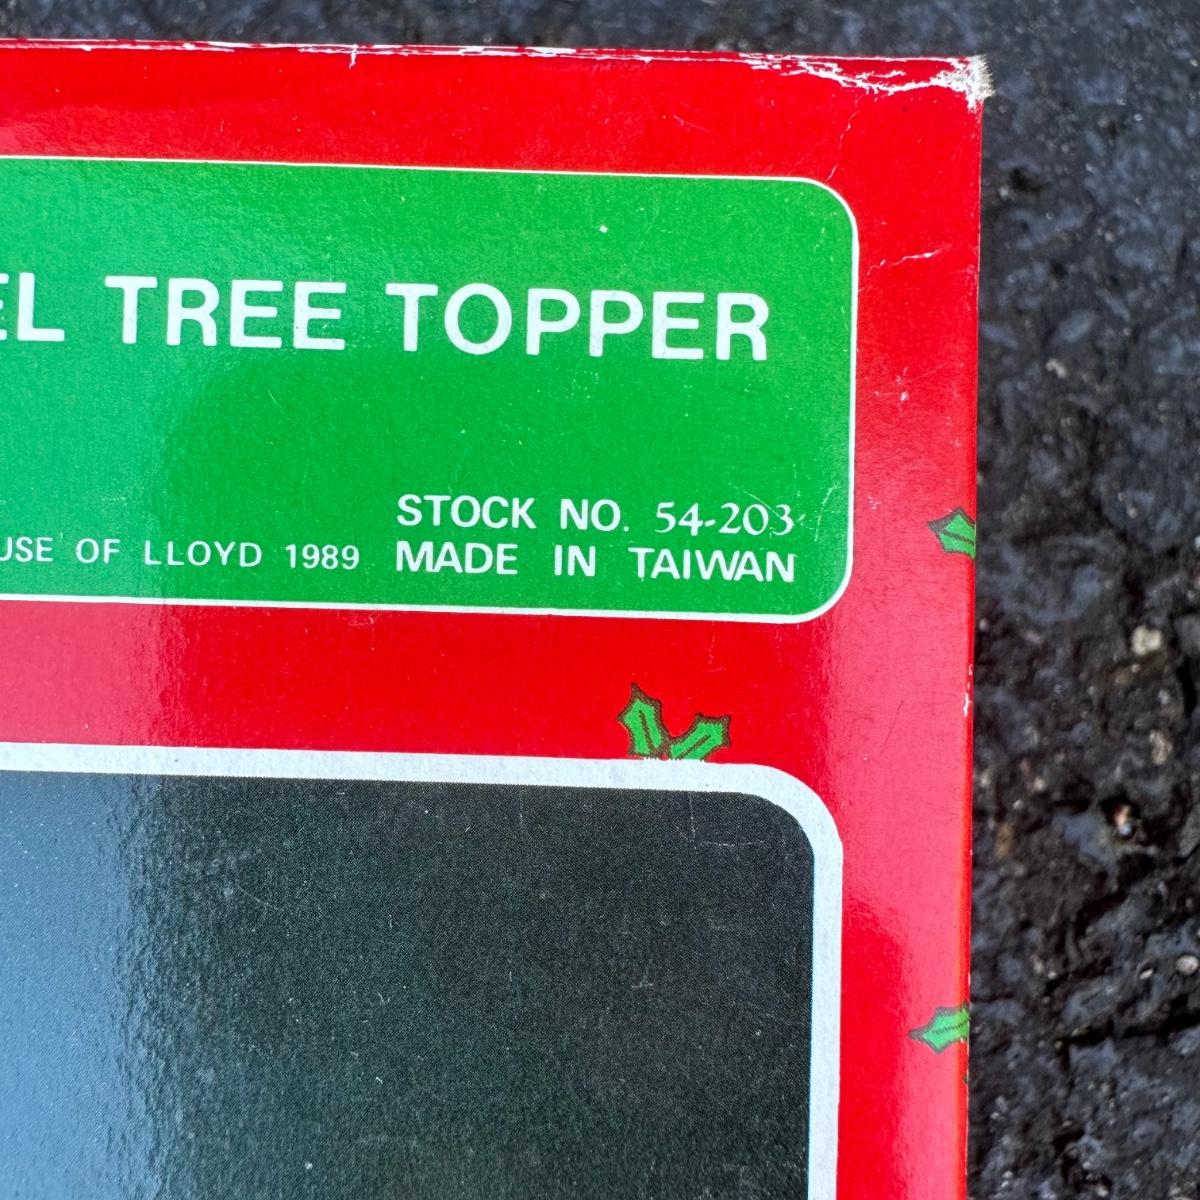 EL TREE TOPPER
STOCK NO. 54-203
USE OF LLOYD 1989 MADE IN TAIWAN